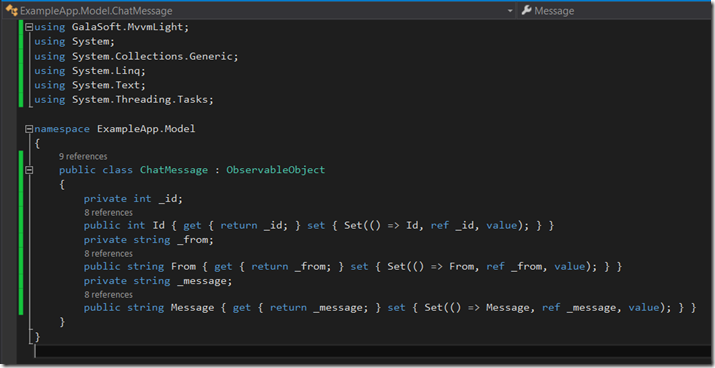 ExampleApp.Model.ChatMessage Message
using GalaSoft.MvvmLight;
using System;
using System.Collections.Generic;
using System.Linq;
using System.Text;
using System.Threading.Tasks;
namespace ExampleApp.Model
{
9 references
public class ChatMessage : ObservableObject
{
private int _id;
8 references
public int Id { get { return _id; } set { Set(() => Id, ref _id, value); } }
private string _from;
8 references
public string From { get { return _from; } set { Set(() => From, ref _from, value); } }
private string _message;
8 references
public string Message { get { return _message; } set { Set(() => Message, ref _message, value); } }
}
}